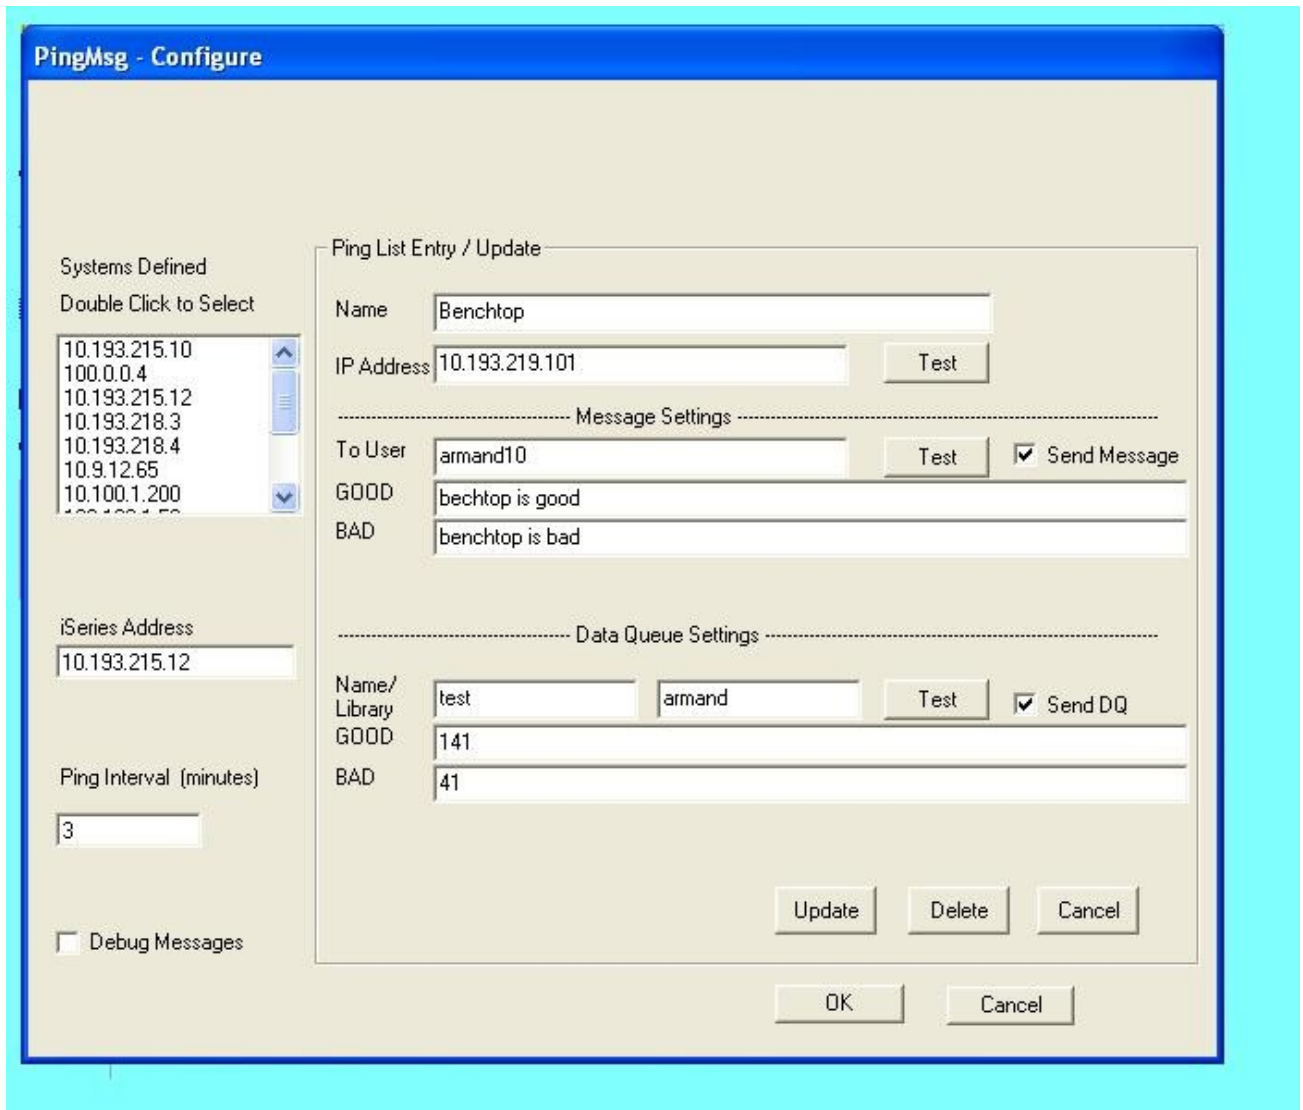 PingMsg - Configure
Systems Defined
Double Click to Select
10.193.215.10
100.0.0.4
10.193.215.12
10.193.218.3
10.193.218.4
10.9.12.65
10.100.1.200
iSeries Address
10.193.215.12
Ping Interval (minutes)
3
Debug Messages
Ping List Entry / Update
Name Benchtop
IP Address 10.193.219.101 Test
Message Settings
To User armand10 Test Send Message
GOOD bechtop is good
BAD benchtop is bad
Data Queue Settings
Name/
Library test armand Test Send DQ
GOOD 141
BAD 41
Update Delete Cancel
OK Cancel